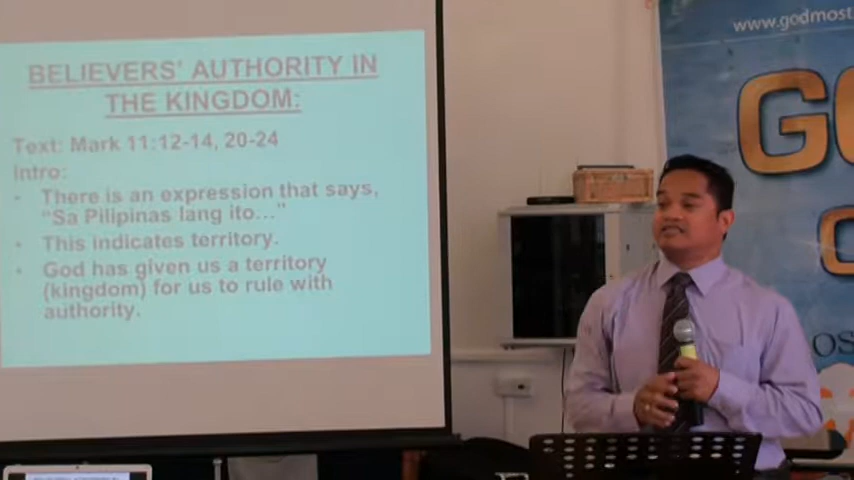 BELIEVERS' AUTHORITY IN
THE KINGDOM:
Text: Mark 11:12-14, 20-24
Intro:
- There is an expression that says,
"Sa Pilipinas lang ito..."
- This indicates territory.
- God has given us a territory
(kingdom) for us to rule with
authority.
www.godmost
GO